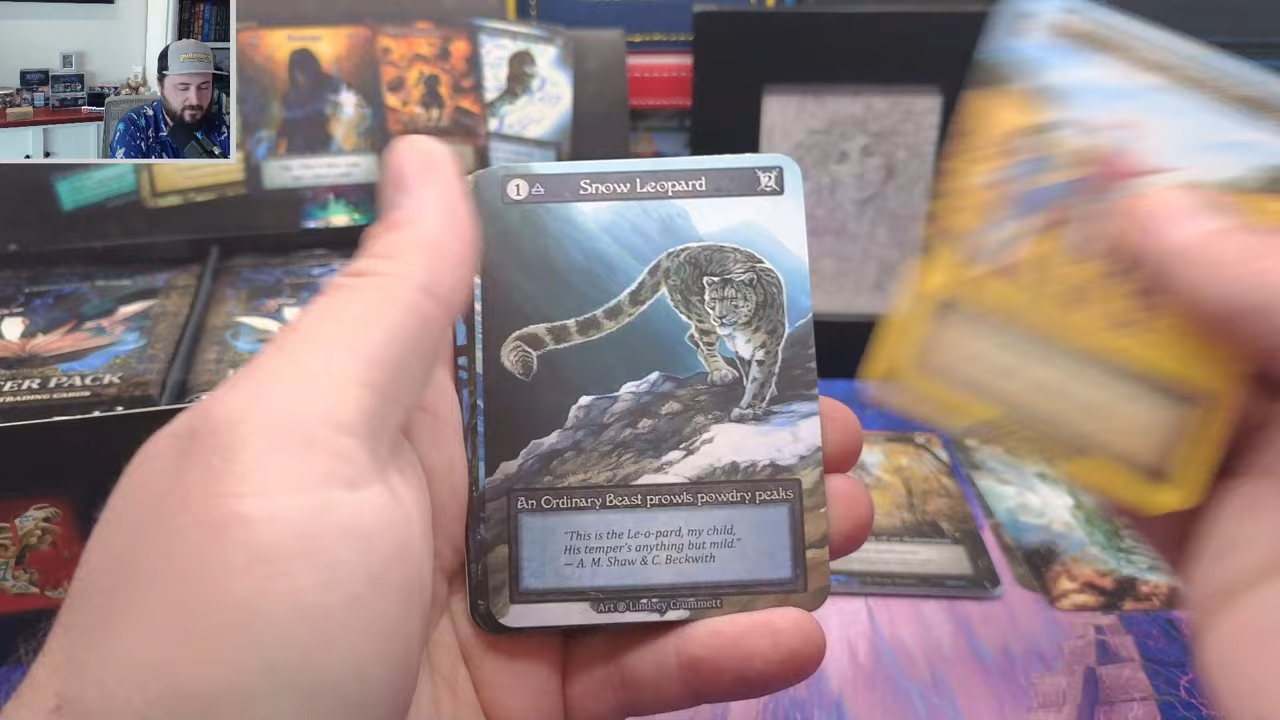 1
Snow Leopard
2
An Ordinary Beast prowls powdry peaks
"This is the Le-o-pard, my child,
His temper's anything but mild."
— A. M. Shaw & C. Beckwith
Art © Lindsey Crummett
TER PACK
TRADING CARDS